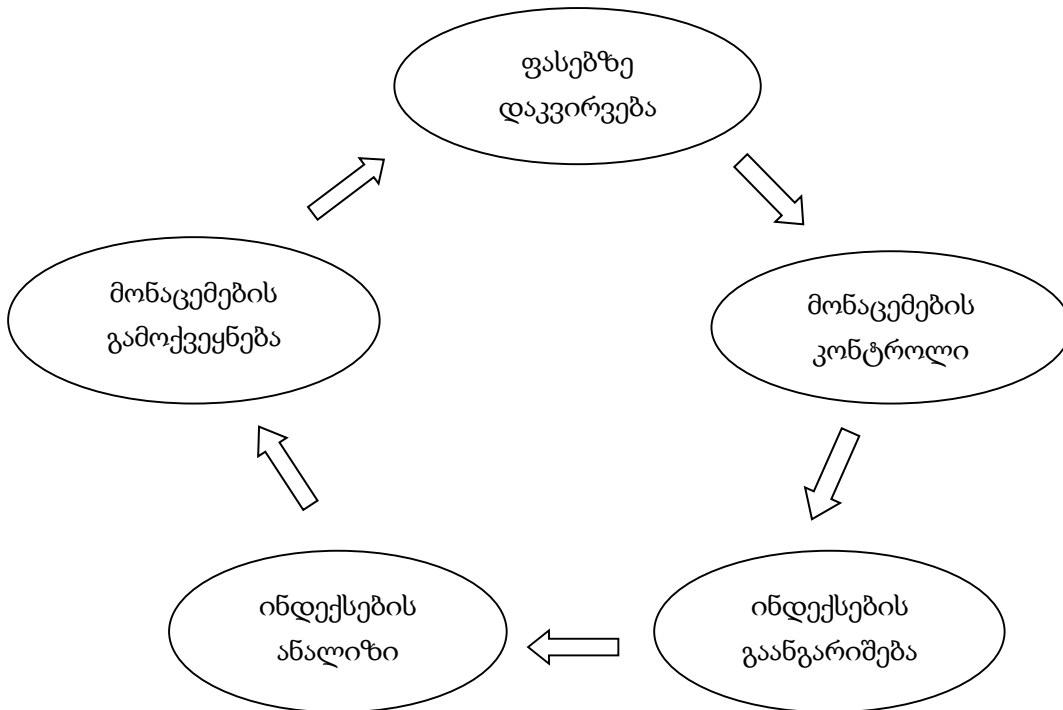 ფასებზე
დაკვირვება
მონაცემების
კონტროლი
ინდექსების
გაანგარიშება
ინდექსების
ანალიზი
მონაცემების
გამოქვეყნება